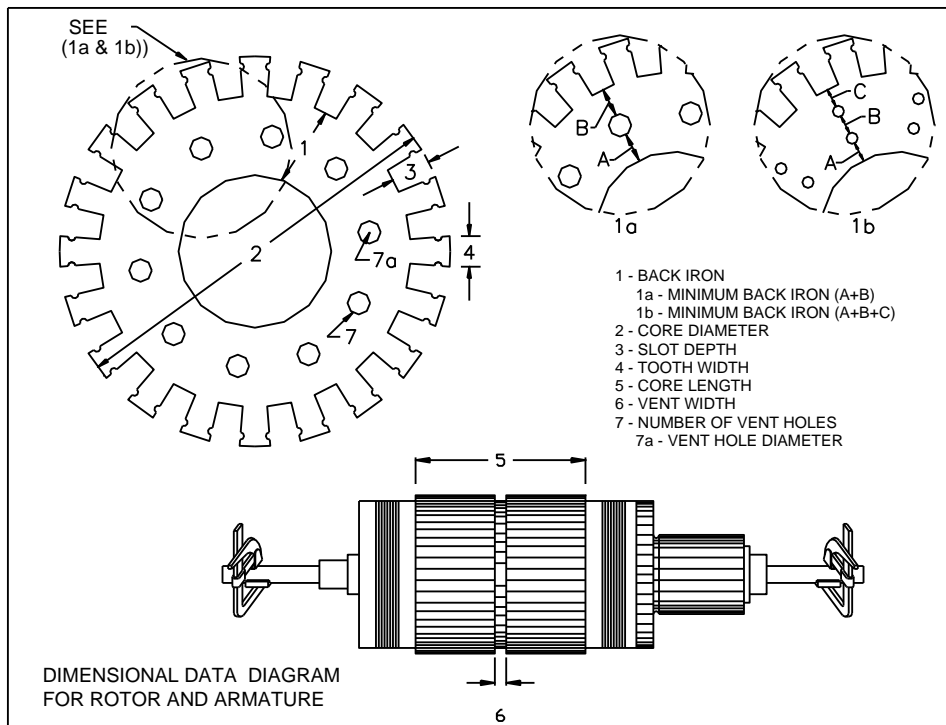 SEE
(1a & 1b))
1
2
3
4
7a
7
B
A
1a
C
B
A
1b
1 - BACK IRON
1a - MINIMUM BACK IRON (A+B)
1b - MINIMUM BACK IRON (A+B+C)
2 - CORE DIAMETER
3 - SLOT DEPTH
4 - TOOTH WIDTH
5 - CORE LENGTH
6 - VENT WIDTH
7 - NUMBER OF VENT HOLES
7a - VENT HOLE DIAMETER
5
DIMENSIONAL DATA DIAGRAM
FOR ROTOR AND ARMATURE
6